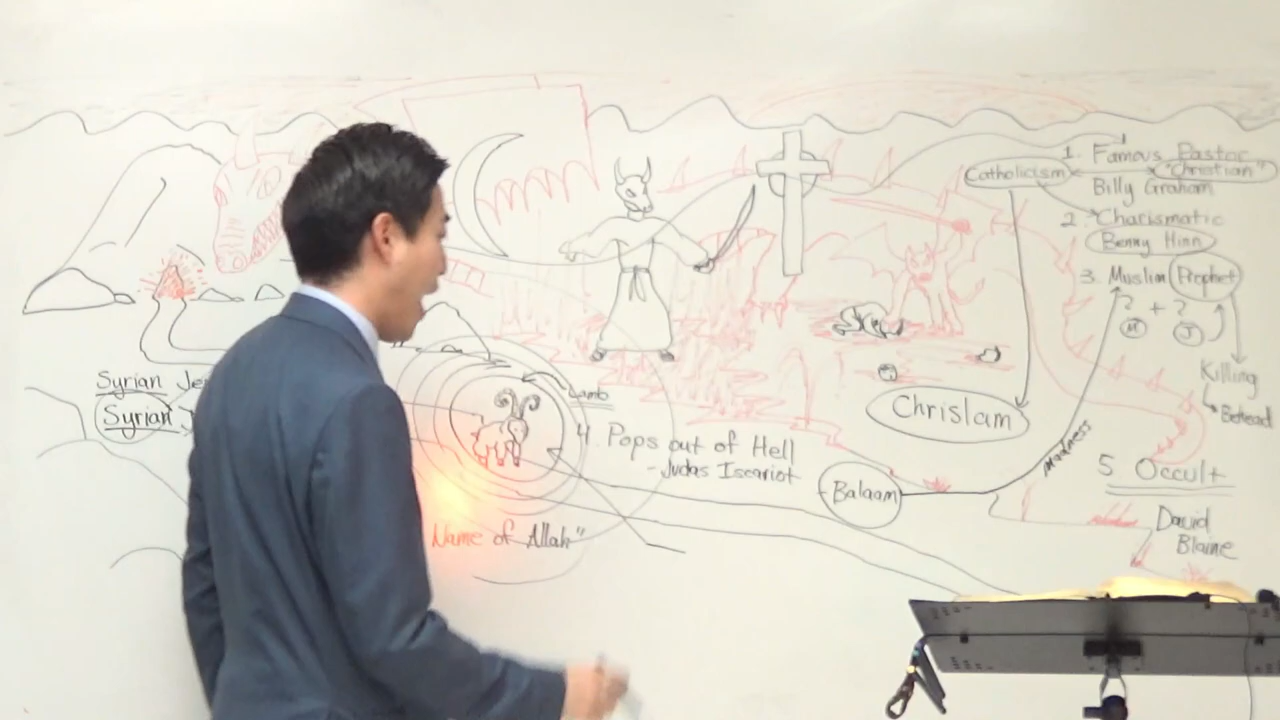 1. Famous Pastor
Catholicism
"Christian"
Billy Graham
2. Charismatic
Benny Hinn
3. Muslim Prophet
? + ?
M J
Killing
Behead
Syrian Je
Syrian J
Lamb
Chrislam
4. Pops out of Hell
- Judas Iscariot
Madness
5 Occult
-Balaam
Name of Allah"
David
Blaine